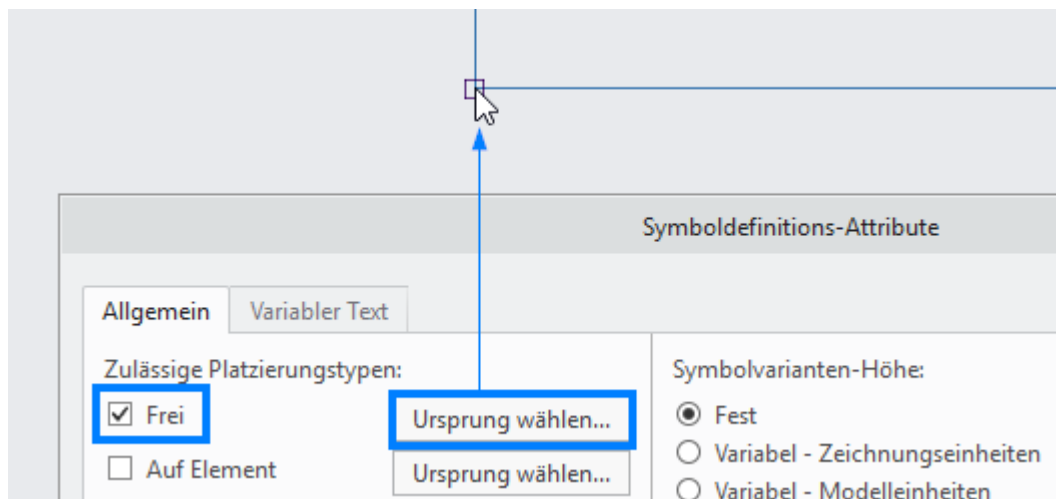 Symboldefinitions-Attribute
Allgemein
Variabler Text
Zulässige Platzierungstypen:
Frei
Ursprung wählen...
Auf Element
Ursprung wählen...
Symbolvarianten-Höhe:
Fest
Variabel - Zeichnungseinheiten
Variabel - Modelleinheiten